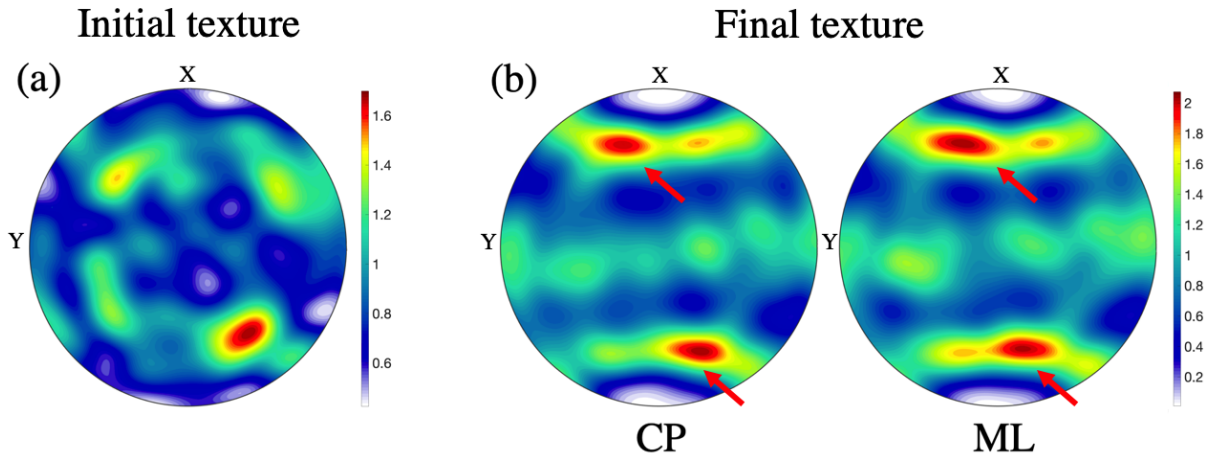 Initial texture
Final texture
(a)
X
Y
1.6
1.4
1.2
1
0.8
0.6
(b)
X
Y
CP
X
Y
ML
2
1.8
1.6
1.4
1.2
1
0.8
0.6
0.4
0.2